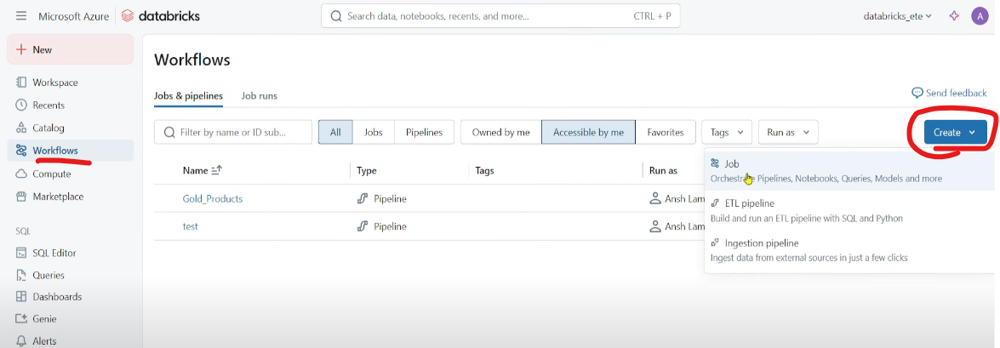 Microsoft Azure databricks Search data, notebooks, recents, and more... CTRL + P databricks_ete A
New
Workspace
Recents
Catalog
Workflows
Compute
Marketplace
SQL
SQL Editor
Queries
Dashboards
Genie
Alerts
Workflows
Jobs & pipelines Job runs
Send feedback
Filter by name or ID sub... All Jobs Pipelines Owned by me Accessible by me Favorites Tags Run as Create
Name Type Tags Run as
Gold_Products Pipeline Ansh Lam
test Pipeline Ansh Lam
Job
Orchestrate Pipelines, Notebooks, Queries, Models and more
ETL pipeline
Build and run an ETL pipeline with SQL and Python
Ingestion pipeline
Ingest data from external sources in just a few clicks